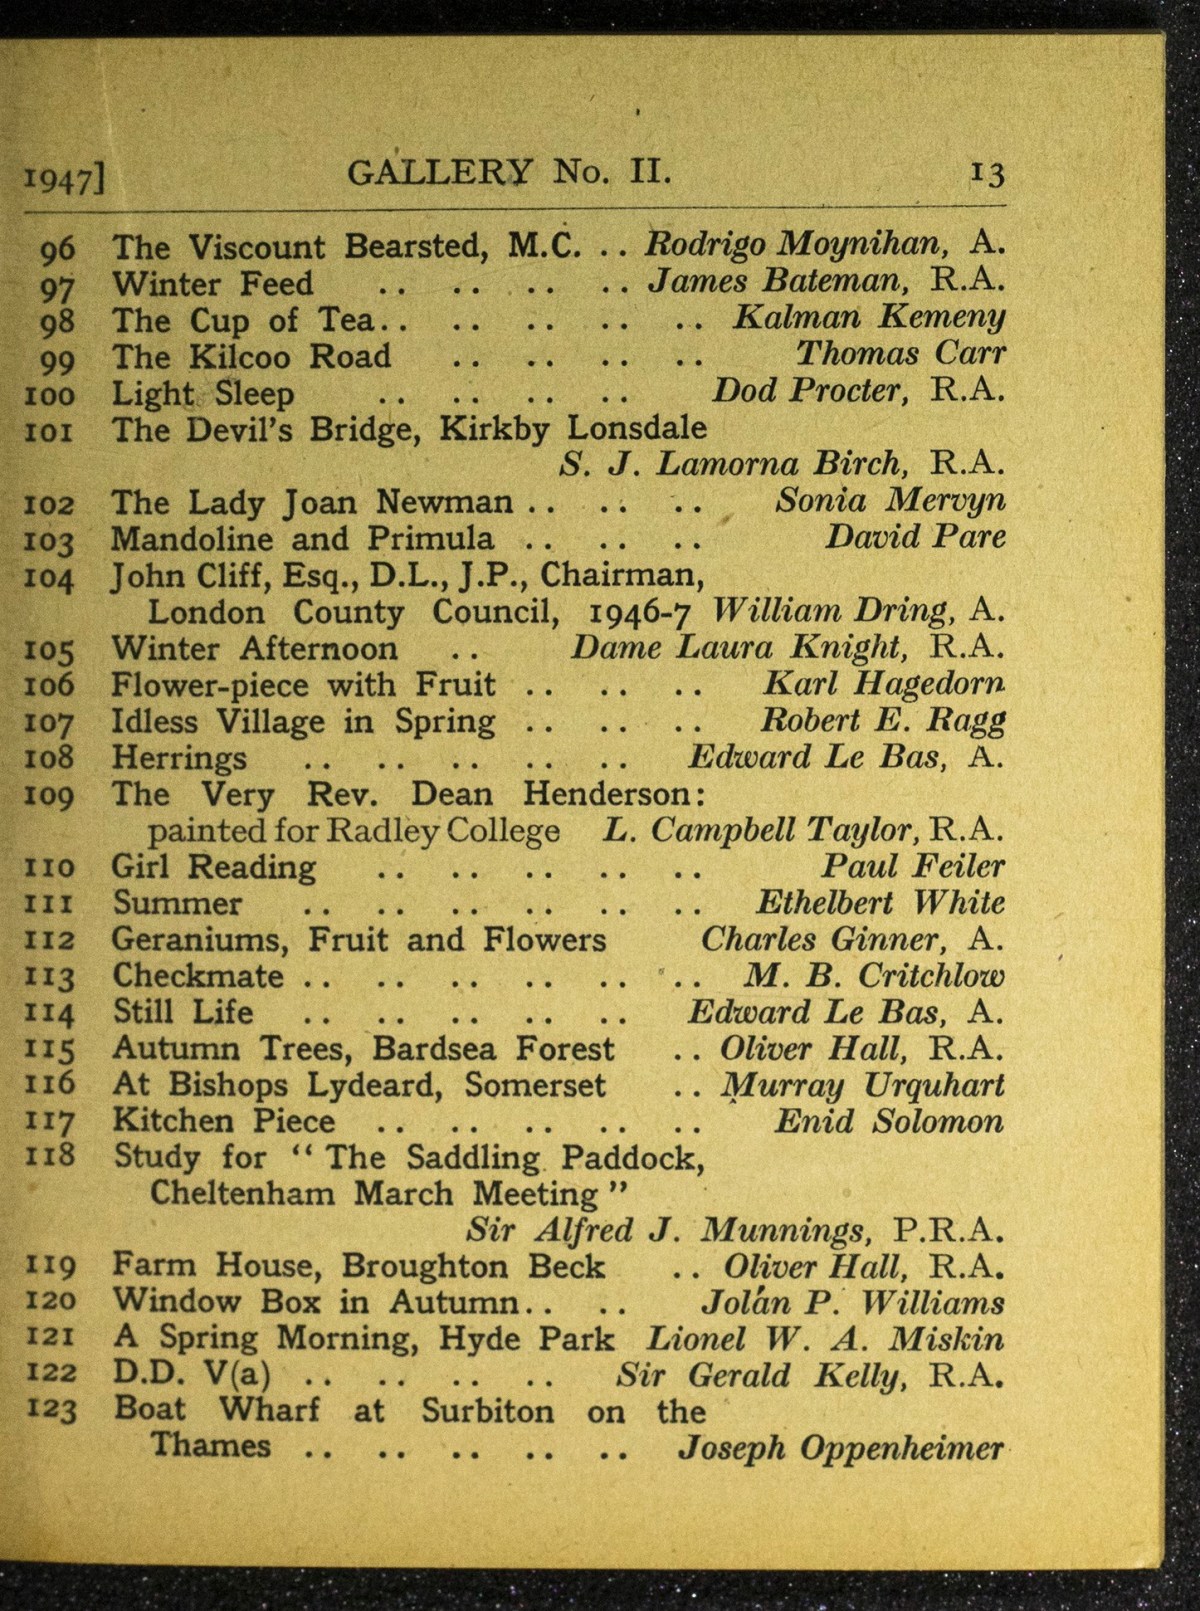 1947] GALLERY No. II. 13
96 The Viscount Bearsted, M.C. .. Rodrigo Moynihan, A.
97 Winter Feed .. .. .. .. James Bateman, R.A.
98 The Cup of Tea.. .. .. .. .. Kalman Kemeny
99 The Kilcoo Road .. .. .. .. Thomas Carr
100 Light Sleep .. .. .. .. Dod Procter, R.A.
101 The Devil's Bridge, Kirkby Lonsdale
S. J. Lamorna Birch, R.A.
102 The Lady Joan Newman .. .. .. Sonia Mervyn
103 Mandoline and Primula .. .. .. David Pare
104 John Cliff, Esq., D.L., J.P., Chairman,
London County Council, 1946-7 William Dring, A.
105 Winter Afternoon .. Dame Laura Knight, R.A.
106 Flower-piece with Fruit .. .. .. Karl Hagedorn
107 Idless Village in Spring .. .. .. Robert E. Ragg
108 Herrings .. .. .. .. .. Edward Le Bas, A.
109 The Very Rev. Dean Henderson:
painted for Radley College L. Campbell Taylor, R.A.
110 Girl Reading .. .. .. .. .. Paul Feiler
111 Summer .. .. .. .. .. .. Ethelbert White
112 Geraniums, Fruit and Flowers Charles Ginner, A.
113 Checkmate .. .. .. .. .. .. M. B. Critchlow
114 Still Life .. .. .. .. .. Edward Le Bas, A.
115 Autumn Trees, Bardsea Forest .. Oliver Hall, R.A.
116 At Bishops Lydeard, Somerset .. Murray Urquhart
117 Kitchen Piece .. .. .. .. .. Enid Solomon
118 Study for “ The Saddling Paddock,
Cheltenham March Meeting ”
Sir Alfred J. Munnings, P.R.A.
119 Farm House, Broughton Beck .. Oliver Hall, R.A.
120 Window Box in Autumn.. .. Jolán P. Williams
121 A Spring Morning, Hyde Park Lionel W. A. Miskin
122 D.D. V(a) .. .. .. .. Sir Gerald Kelly, R.A.
123 Boat Wharf at Surbiton on the
Thames .. .. .. .. .. Joseph Oppenheimer